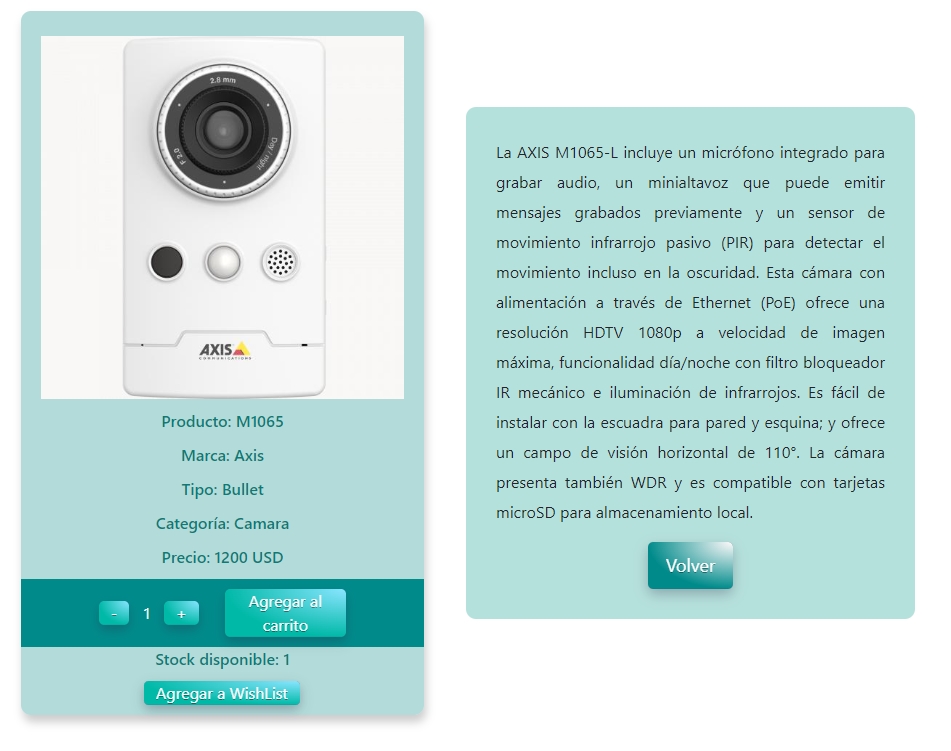 2.8 mm
F 2.0
Day / night
AXIS
COMMUNICATIONS
Producto: M1065
Marca: Axis
Tipo: Bullet
Categoría: Camara
Precio: 1200 USD
- 1 +
Agregar al
carrito
Stock disponible: 1
Agregar a WishList
La AXIS M1065-L incluye un micrófono integrado para
grabar audio, un minialtavoz que puede emitir
mensajes grabados previamente y un sensor de
movimiento infrarrojo pasivo (PIR) para detectar el
movimiento incluso en la oscuridad. Esta cámara con
alimentación a través de Ethernet (PoE) ofrece una
resolución HDTV 1080p a velocidad de imagen
máxima, funcionalidad día/noche con filtro bloqueador
IR mecánico e iluminación de infrarrojos. Es fácil de
instalar con la escuadra para pared y esquina; y ofrece
un campo de visión horizontal de 110°. La cámara
presenta también WDR y es compatible con tarjetas
microSD para almacenamiento local.
Volver